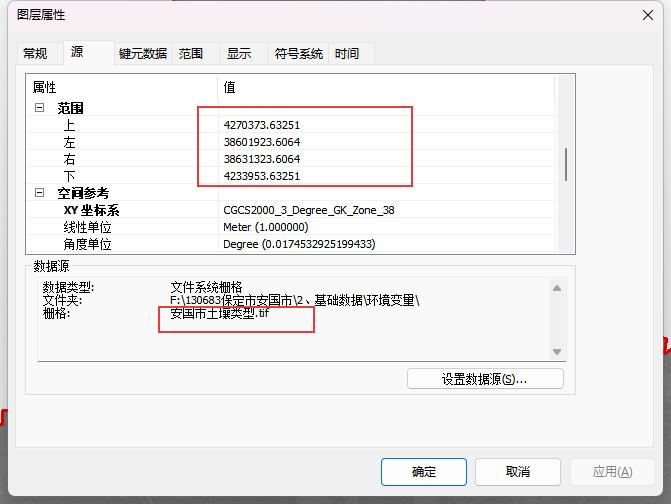 图层属性
常规 源 键元数据 范围 显示 符号系统 时间
属性 值
范围
上 4270373.63251
左 38601923.6064
右 38631323.6064
下 4233953.63251
空间参考
XY 坐标系 CGCS2000_3_Degree_GK_Zone_38
线性单位 Meter (1.000000)
角度单位 Degree (0.0174532925199433)
数据源
数据类型: 文件系统栅格
文件夹: F:\130683保定市安国市\2、基础数据\环境变量\
栅格: 安国市土壤类型.tif
设置数据源(S)...
确定 取消 应用(A)